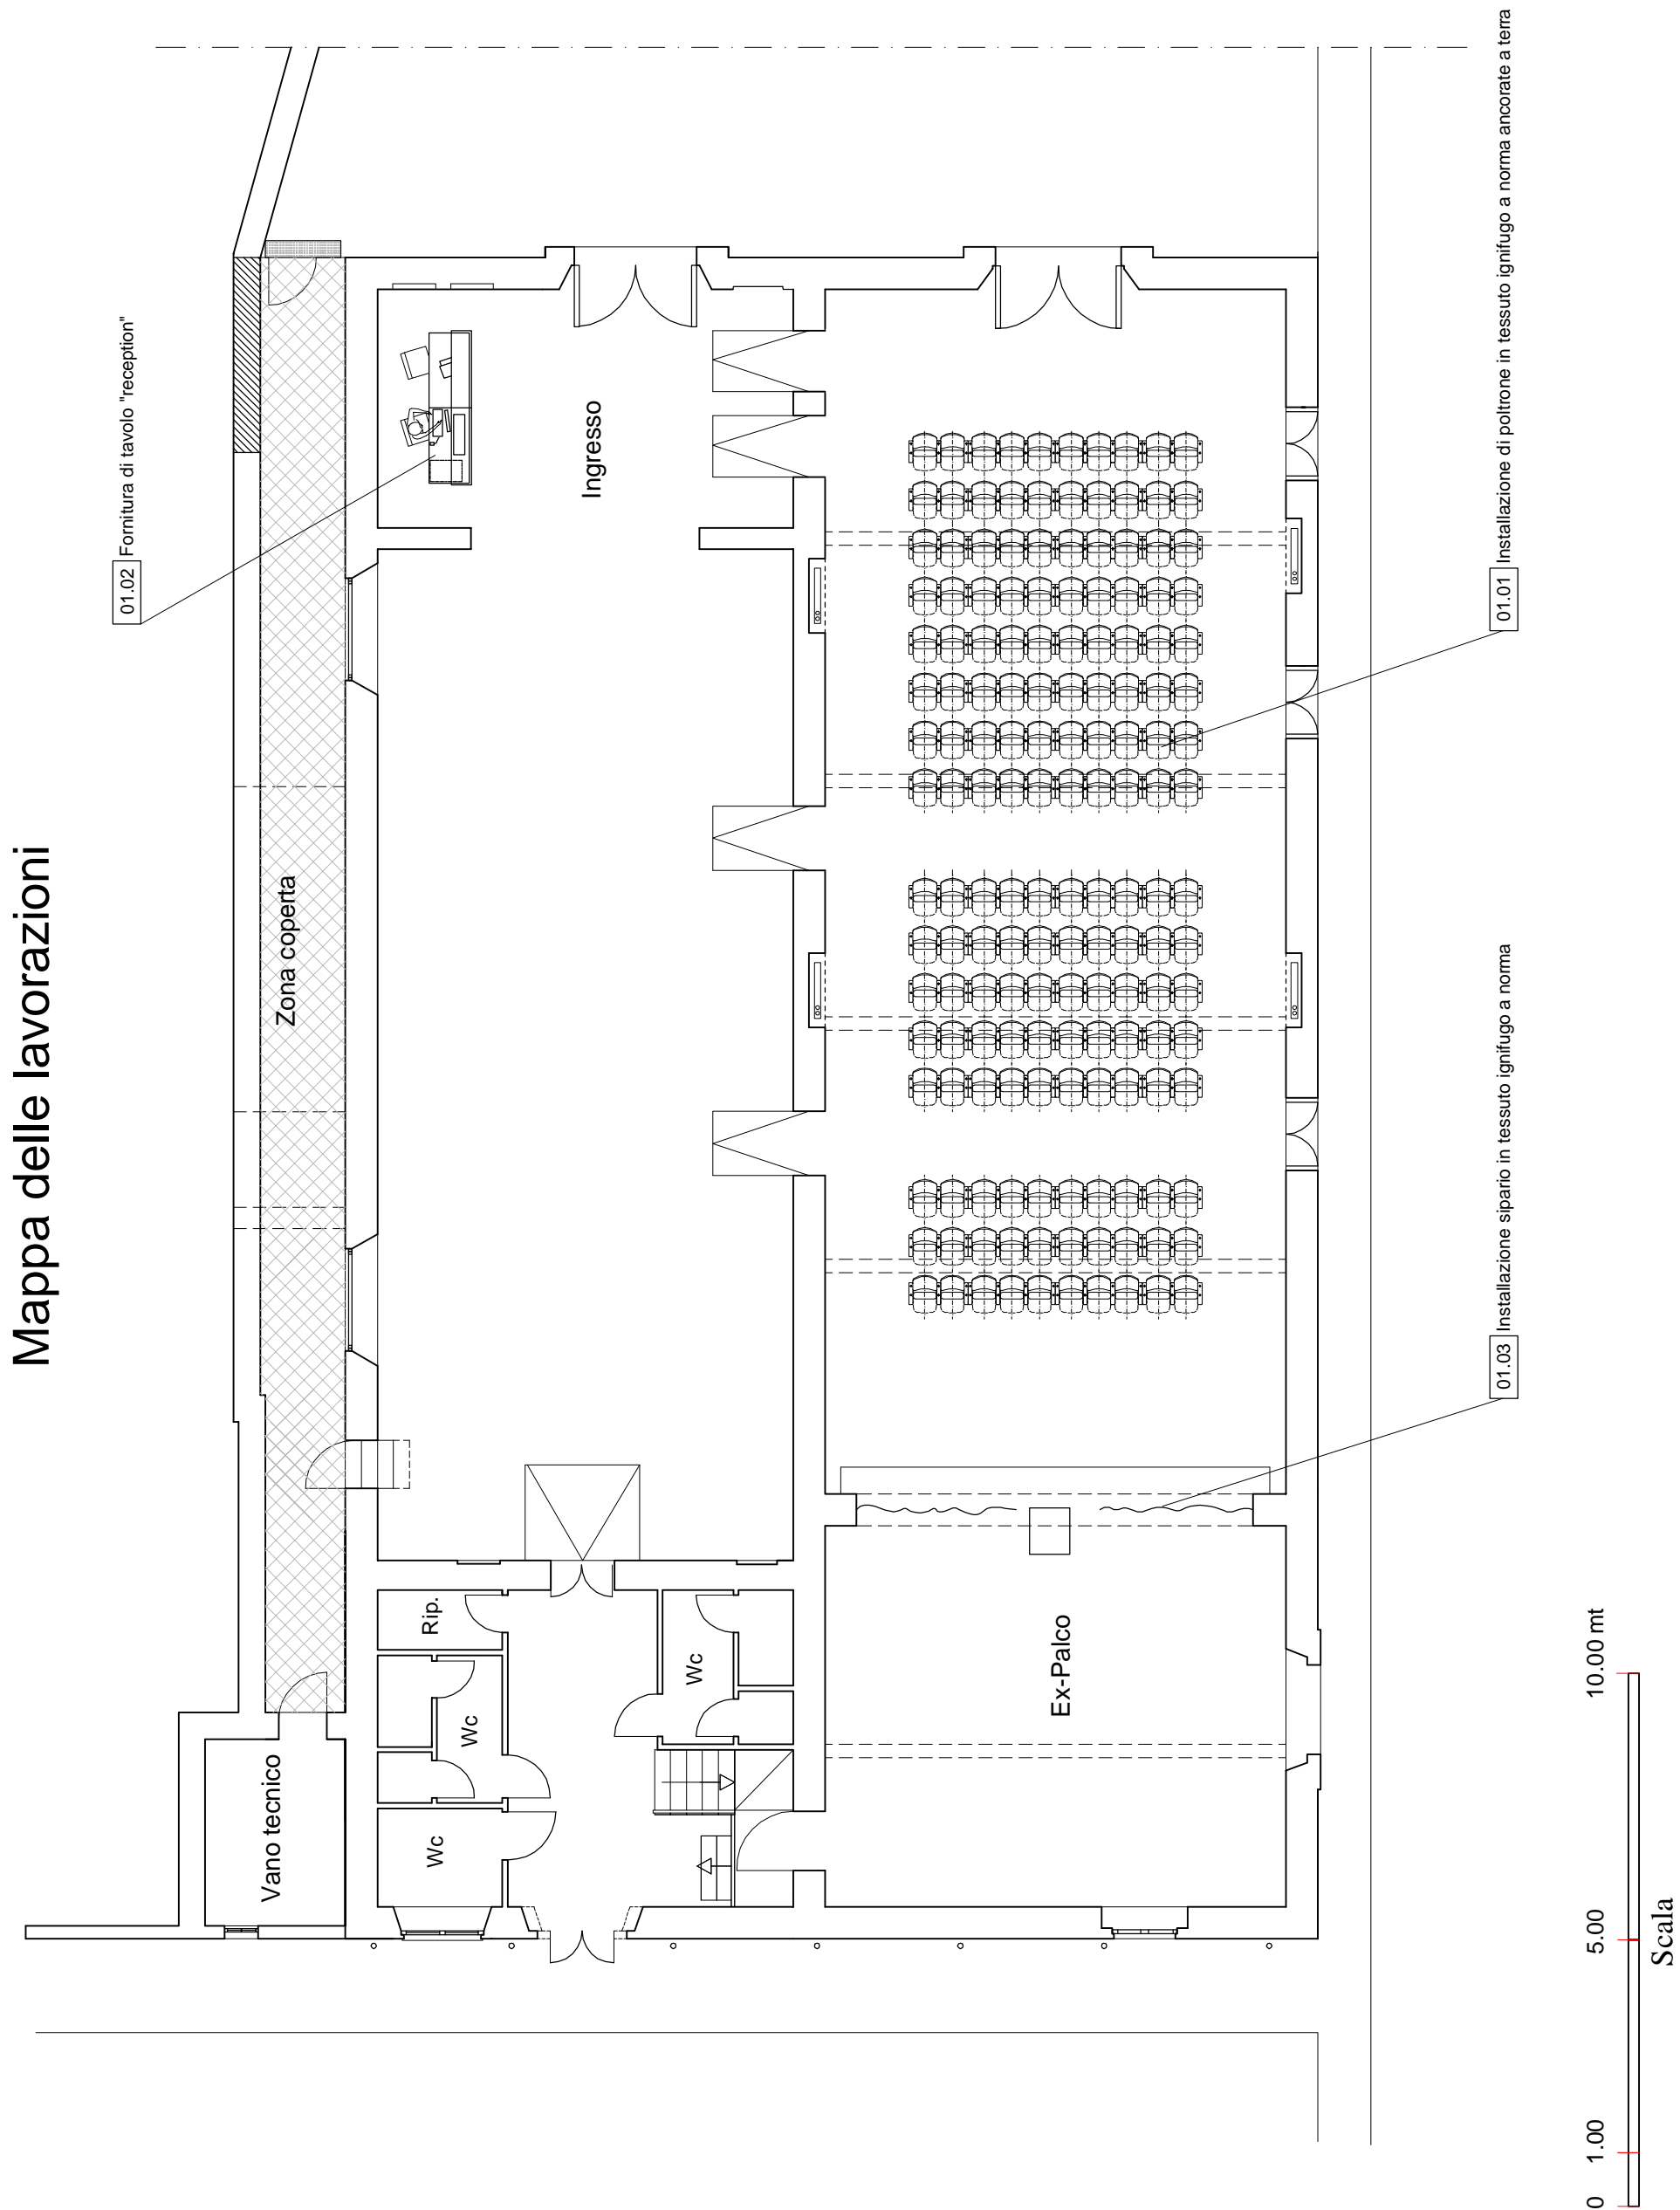 Mappa delle lavorazioni
01.02 Fornitura di tavolo "reception"
Zona coperta
Ingresso
Vano tecnico
Rip.
Wc
Wc
Wc
Ex-Palco
01.03 Installazione sipario in tessuto ignifugo a norma
01.01 Installazione di poltrone in tessuto ignifugo a norma ancorate a terra
0 1.00 5.00 10.00 mt
Scala